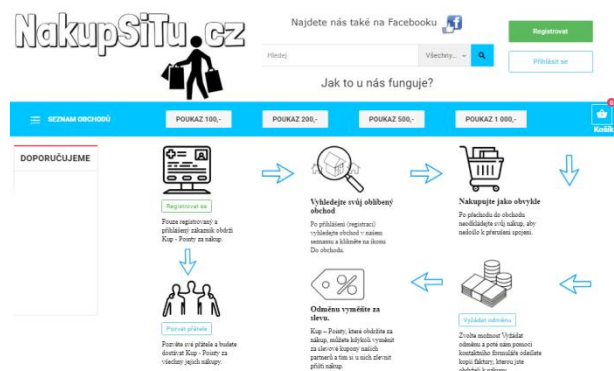 NakupSiTu.cz
Najdete nás také na Facebooku
Registrovat
Hledej
Všechny...
Přihlásit se
Jak to u nás funguje?
SEZNAM OBCHODŮ
POUKAZ 100,-
POUKAZ 200,-
POUKAZ 500,-
POUKAZ 1 000,-
Košík
DOPORUČUJEME
Registrovat se
Pouze registrovaný a
přihlášený zákazník obdrží
Kup - Pointy za nákup.
Vyhledejte svůj oblíbený
obchod
Po přihlášení (registraci)
vyhledejte obchod v našem
seznamu a klikněte na ikonu
Do obchodu.
Nakupujte jako obvykle
Po přechodu do obchodu
neodkládejte svůj nákup, aby
nedošlo k přerušení spojení.
Pozvat přátele
Pozvěte své přátele a budete
dostávat Kup - Pointy za
všechny jejich nákupy.
Odměnu vyměňte za
slevu.
Kup – Pointy, které obdržíte za
nákup, můžete kdykoli vyměnit
za slevové kupony našich
partnerů a tím si u nich zlevnit
příští nákup.
Vyžádat odměnu
Zvolte možnost Vyžádat
odměnu a poté nám pomocí
kontaktního formuláře odešlete
kopii faktury, kterou jste
obdrželi k nákupu